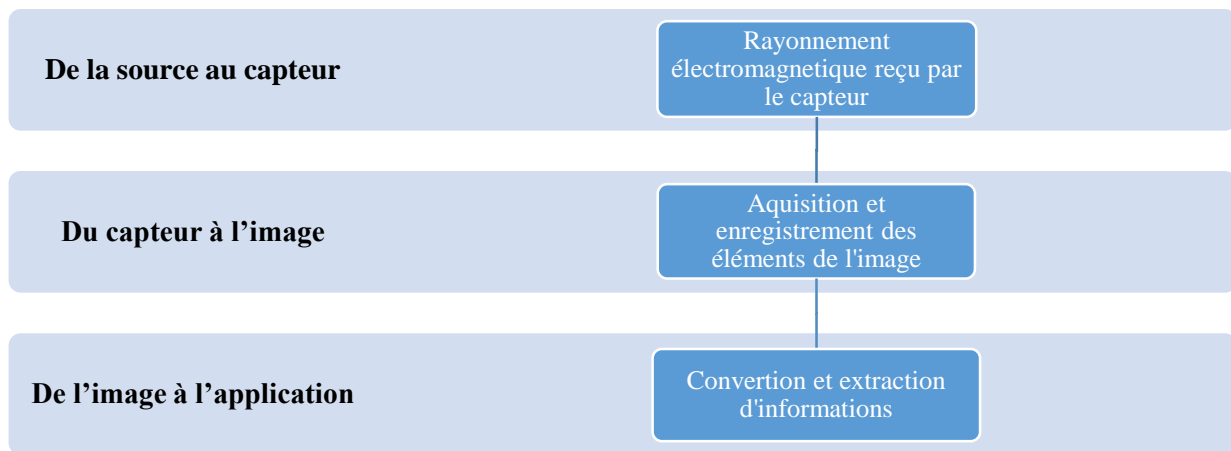 De la source au capteur
Rayonnement
électromagnetique reçu par
le capteur
Du capteur à l’image
Aquisition et
enregistrement des
éléments de l'image
De l’image à l’application
Convertion et extraction
d'informations